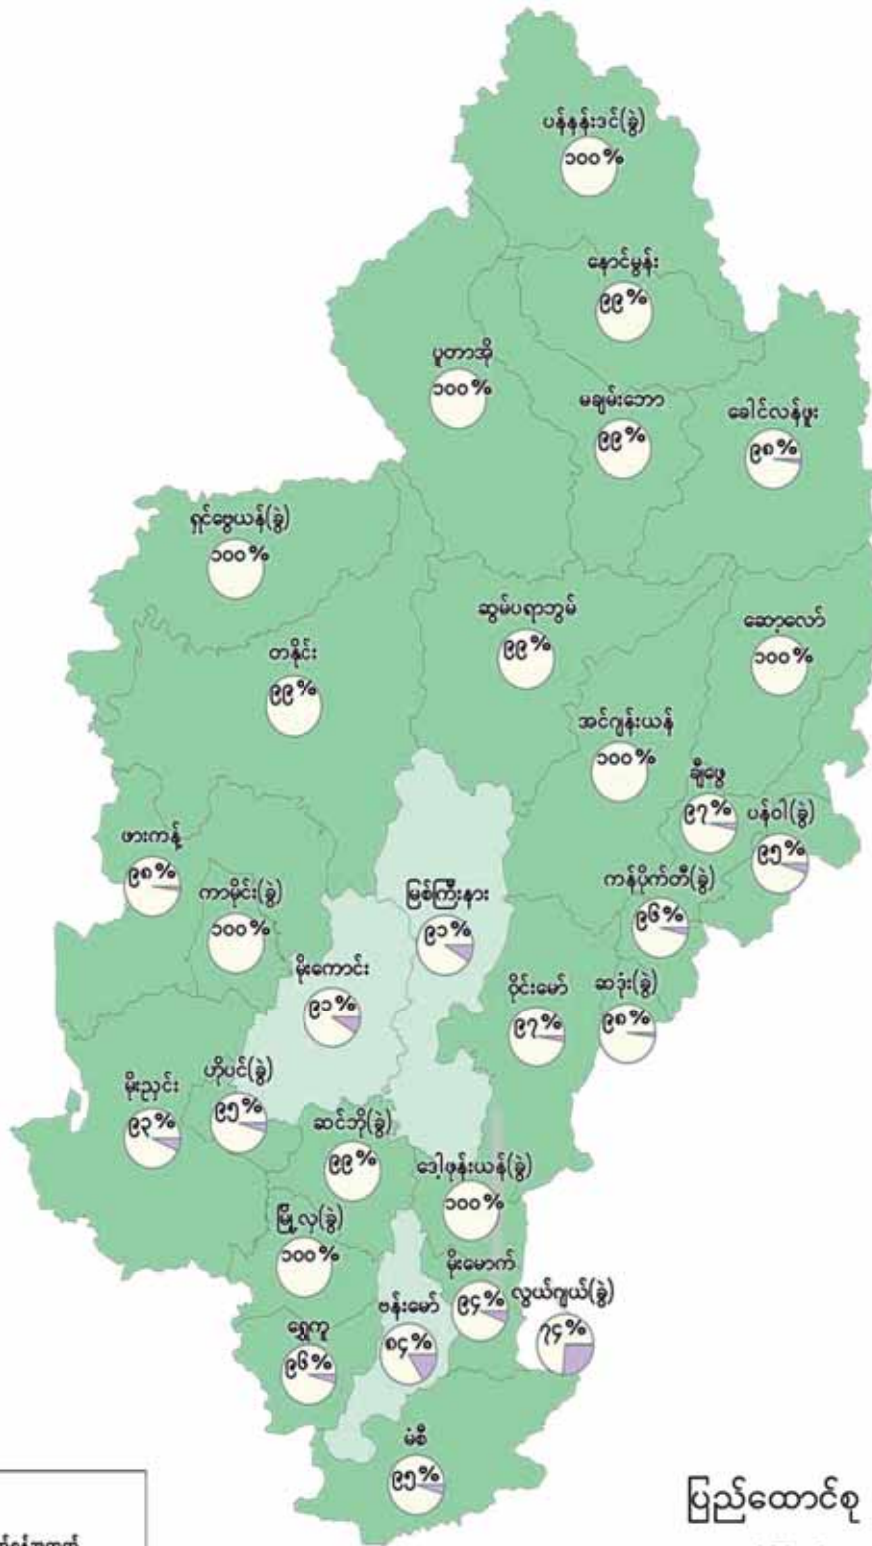 ပန်နန်းဒင်(ခွဲ)
၁၀၀%
နောင်မွန်း
၉၉%
ပူတာအို
၁၀၀%
မချမ်းဘော
၉၉%
ခေါင်လန်ဖူး
၉၈%
ရှင်ဗွေယန်(ခွဲ)
၁၀၀%
ဆွမ်ပရာဘွမ်
၉၉%
ဆော့လော်
၁၀၀%
တနိုင်း
၉၉%
အင်ဂျန်းယန်
၁၀၀%
ချီဖွေ
၉၇%
ပန်ဝါ(ခွဲ)
၉၅%
ဖားကန့်
၉၈%
ကာမိုင်း(ခွဲ)
၁၀၀%
မြစ်ကြီးနား
၉၁%
ကန်ပိုက်တီ(ခွဲ)
၉၆%
မိုးကောင်း
၉၁%
ဝိုင်းမော်
၉၇%
ဆဒုံး(ခွဲ)
၉၈%
မိုးညှင်း
၉၃%
ဟိုပင်(ခွဲ)
၉၅%
ဆင်ဘို(ခွဲ)
၉၉%
ဒေါ့ဖုန်းယန်(ခွဲ)
၁၀၀%
မြို့လှ(ခွဲ)
၁၀၀%
မိုးမောက်
၉၄%
လွယ်ဂျယ်(ခွဲ)
၇၄%
ဗန်းမော်
၈၄%
ရွှေကူ
၉၆%
မံစီ
၉၅%
ပြည်ထောင်စု